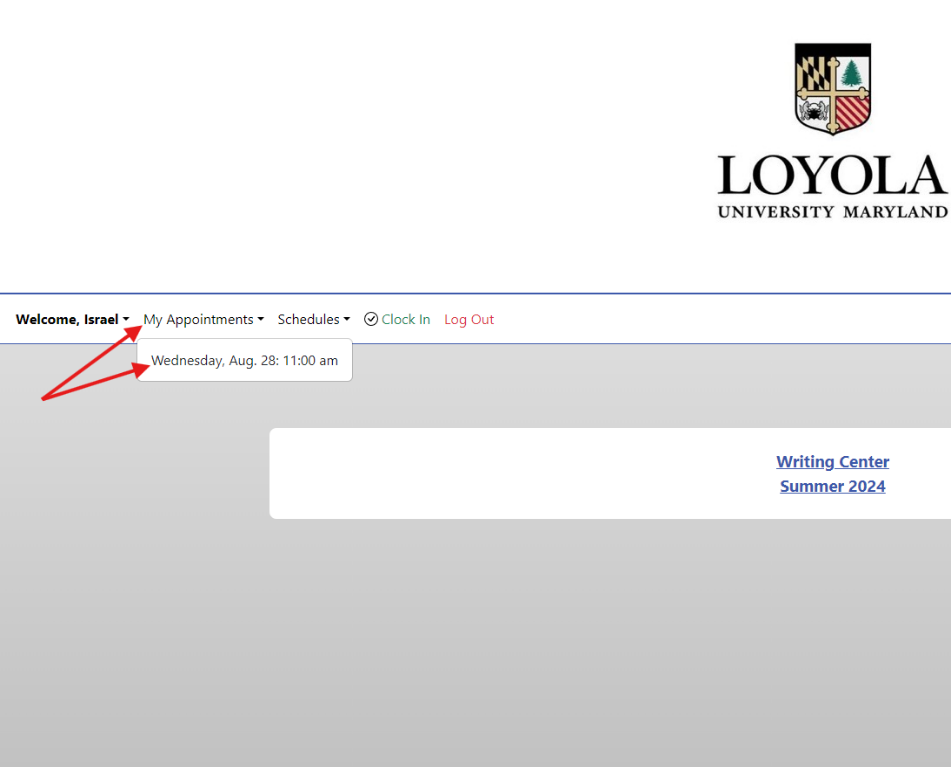 LOYOLA
UNIVERSITY MARYLAND
Welcome, Israel My Appointments Schedules Clock In Log Out
Wednesday, Aug. 28: 11:00 am
Writing Center
Summer 2024